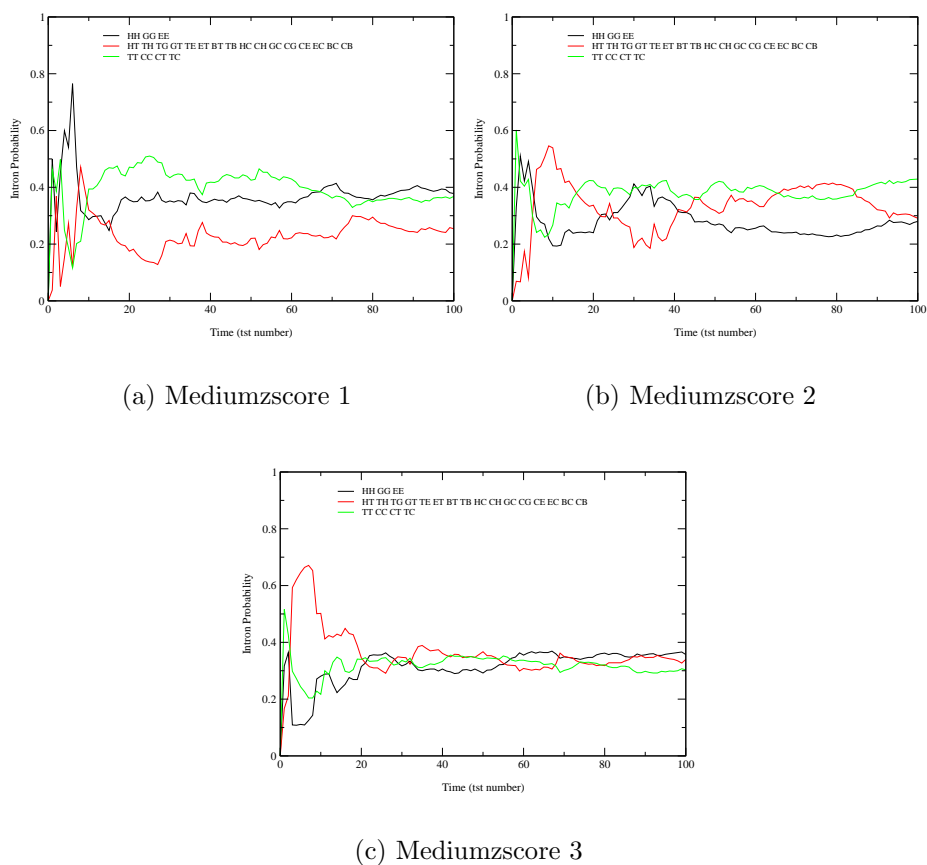 1
0.8
0.6
0.4
0.2
0
Intron Probability
HH GG EE
HT TH TG GT TE ET BT TB HC CH GC CG CE EC BC CB
TT CC CT TC
0 20 40 60 80 100
Time (tst number)
(a) Mediumzscore 1
1
0.8
0.6
0.4
0.2
0
Intron Probability
HH GG EE
HT TH TG GT TE ET BT TB HC CH GC CG CE EC BC CB
TT CC CT TC
0 20 40 60 80 100
Time (tst number)
(b) Mediumzscore 2
1
0.8
0.6
0.4
0.2
0
Intron Probability
HH GG EE
HT TH TG GT TE ET BT TB HC CH GC CG CE EC BC CB
TT CC CT TC
0 20 40 60 80 100
Time (tst number)
(c) Mediumzscore 3